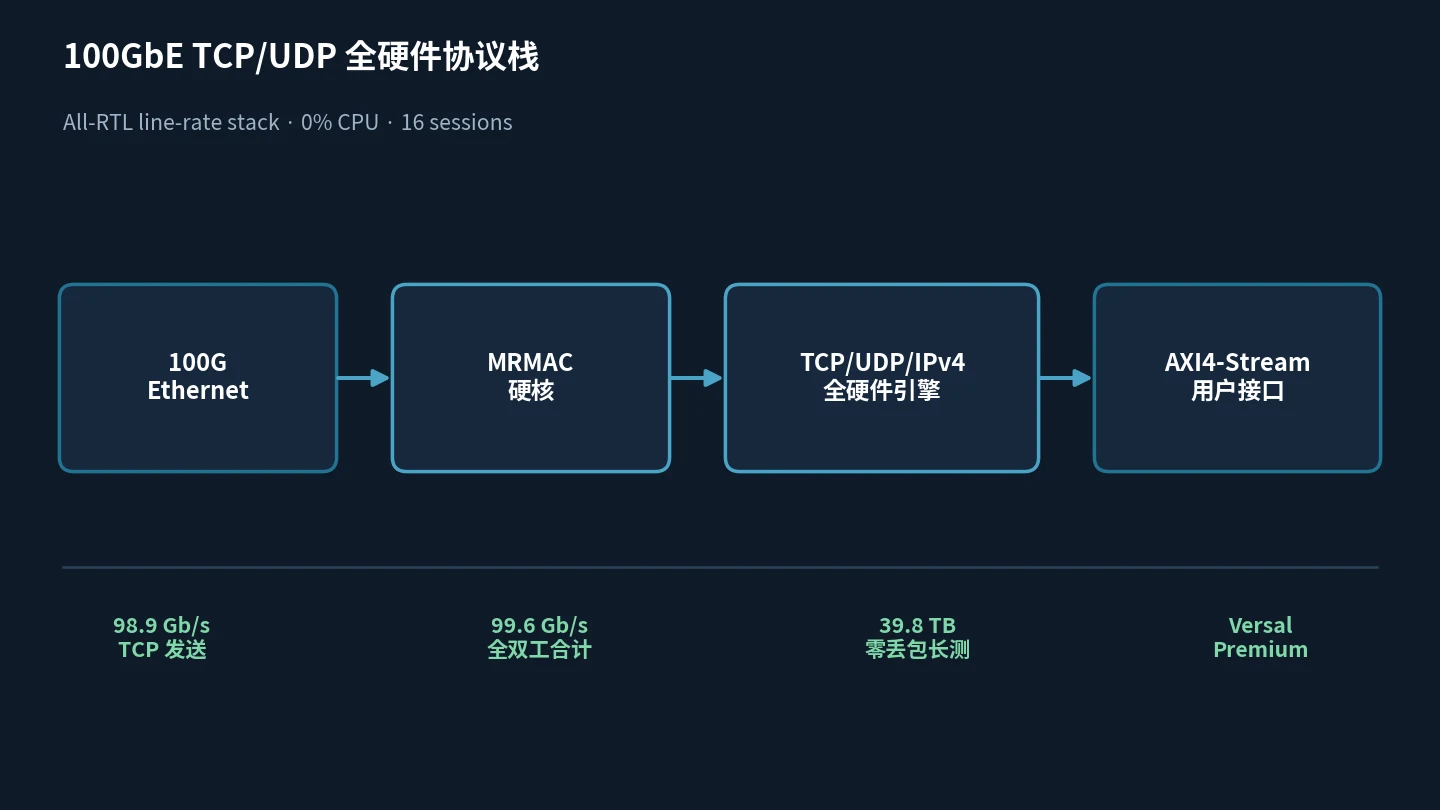 100GbE TCP/UDP 全硬件协议栈
All-RTL line-rate stack · 0% CPU · 16 sessions
100G
Ethernet
MRMAC
硬核
TCP/UDP/IPv4
全硬件引擎
AXI4-Stream
用户接口
98.9 Gb/s
TCP 发送
99.6 Gb/s
全双工合计
39.8 TB
零丢包长测
Versal
Premium